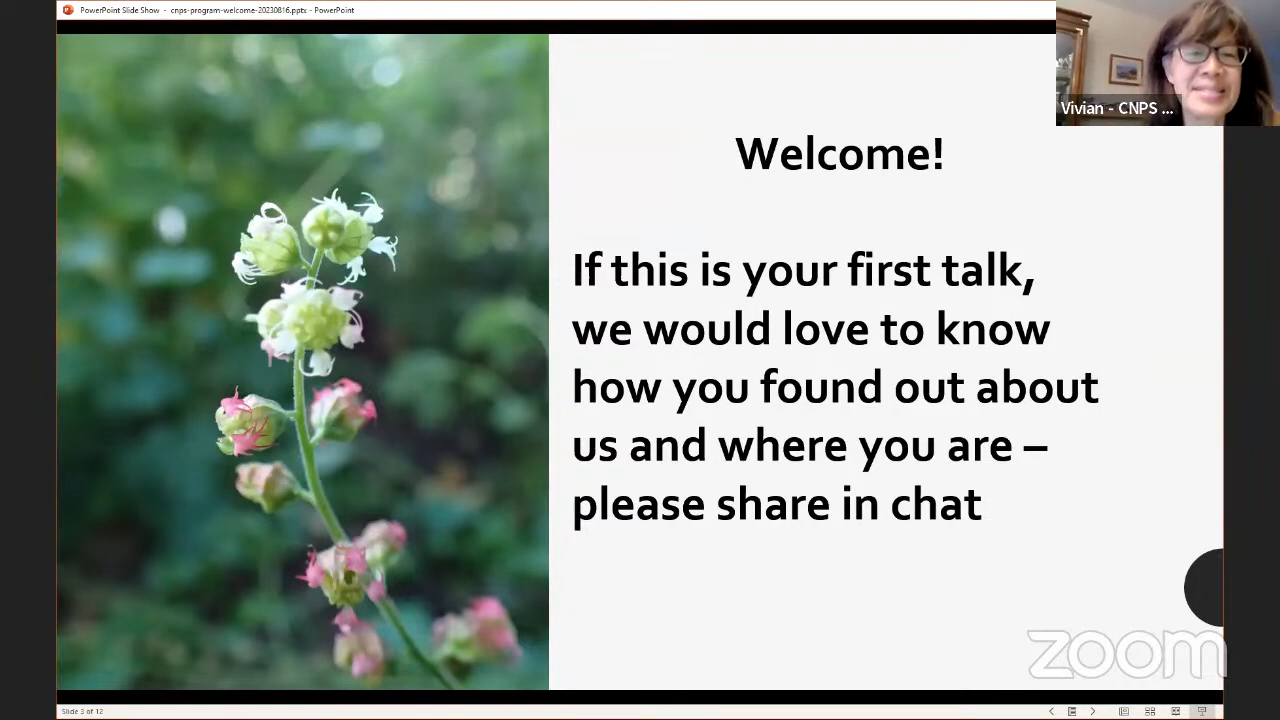 PowerPoint Slide Show - cnps-program-welcome-20230816.pptx - PowerPoint
Vivian - CNPS ...
Welcome!
If this is your first talk,
we would love to know
how you found out about
us and where you are –
please share in chat
zoom
Slide 3 of 12